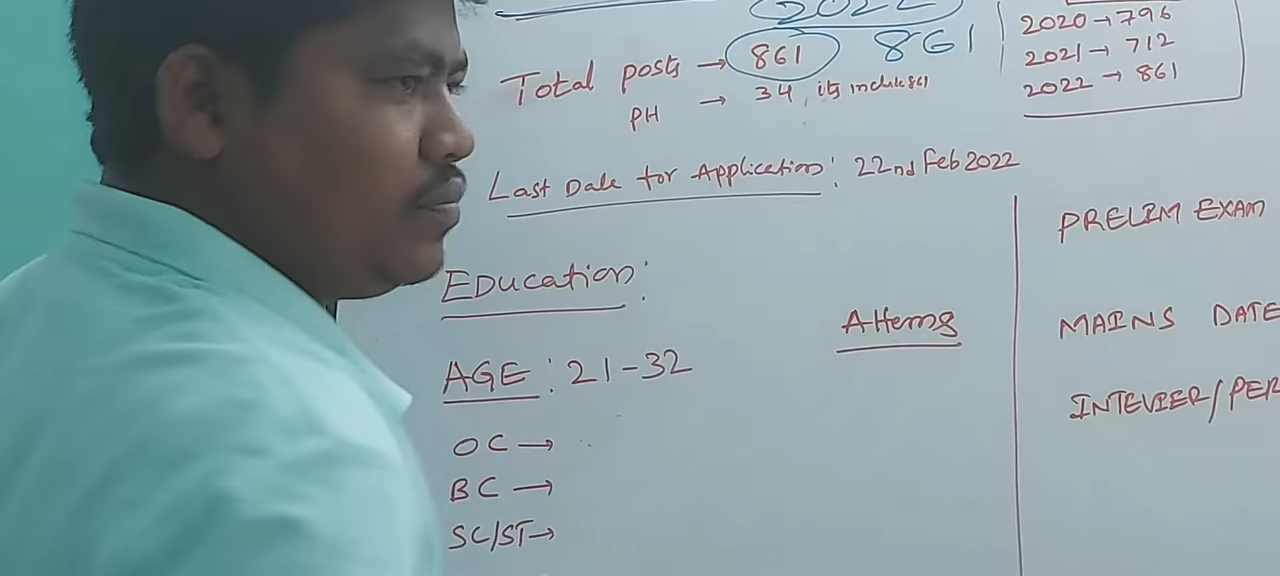 2022
Total posts → 861 861
PH → 34 its include 861
2020 → 796
2021 → 712
2022 → 861
Last Date for Application: 22nd Feb 2022
Education:
AGE: 21-32
OC →
BC →
SC/ST →
Attems
PRELIM EXAM
MAINS DATE
INTEVIER/PER